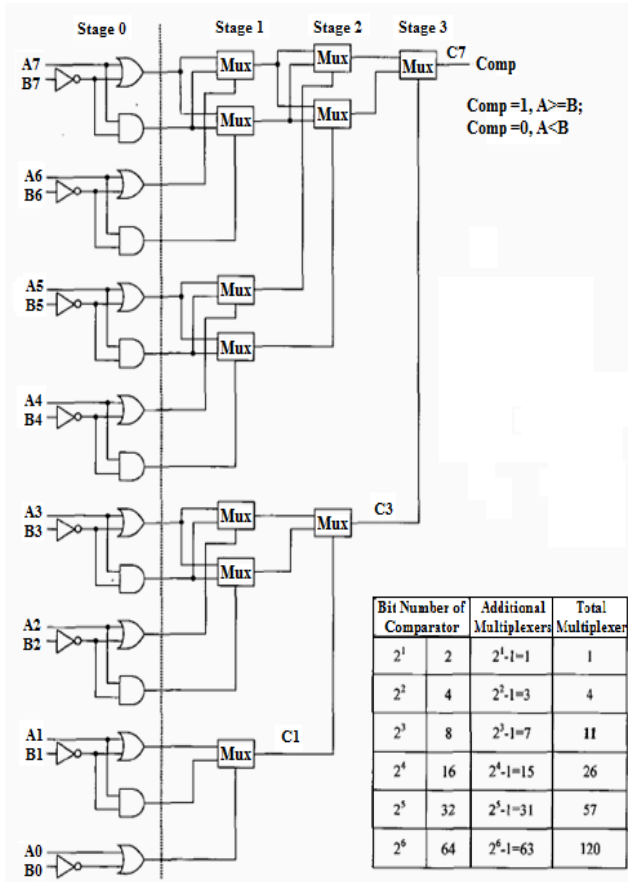 Stage 0 Stage 1 Stage 2 Stage 3
A7
B7
Mux
Mux
Mux
C7
Comp
Mux
Mux
Comp =1, A>=B;
Comp =0, A<B
A6
B6
A5
B5
Mux
Mux
A4
B4
A3
B3
Mux
Mux
Mux
C3
A2
B2
A1
B1
Mux
C1
A0
B0
Bit Number of Additional Total
Comparator Multiplexers Multiplexer
2¹ 2 2¹-1=1 1
2² 4 2²-1=3 4
2³ 8 2³-1=7 11
2⁴ 16 2⁴-1=15 26
2⁵ 32 2⁵-1=31 57
2⁶ 64 2⁶-1=63 120